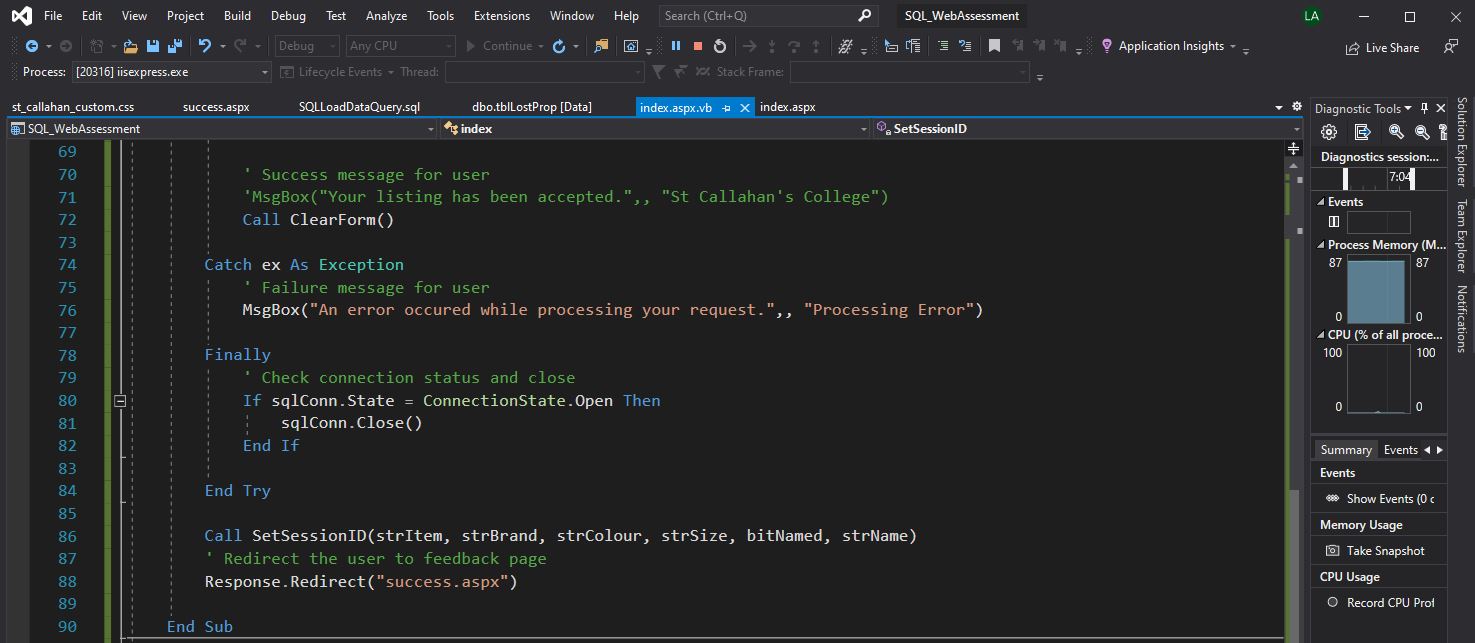 File Edit View Project Build Debug Test Analyze Tools Extensions Window Help Search (Ctrl+Q) SQL_WebAssessment LA
Debug Any CPU Continue Application Insights Live Share
Process: [20316] iisexpress.exe Lifecycle Events Thread: Stack Frame:
st_callahan_custom.css success.aspx SQLLoadDataQuery.sql dbo.tblLostProp [Data] index.aspx.vb index.aspx
SQL_WebAssessment index SetSessionID
69
70 ' Success message for user
71 'MsgBox("Your listing has been accepted.",, "St Callahan's College")
72 Call ClearForm()
73
74 Catch ex As Exception
75 ' Failure message for user
76 MsgBox("An error occured while processing your request.",, "Processing Error")
77
78 Finally
79 ' Check connection status and close
80 If sqlConn.State = ConnectionState.Open Then
81 sqlConn.Close()
82 End If
83
84 End Try
85
86 Call SetSessionID(strItem, strBrand, strColour, strSize, bitNamed, strName)
87 ' Redirect the user to feedback page
88 Response.Redirect("success.aspx")
89
90 End Sub
Diagnostic Tools
Diagnostics session:...
7:04
Events
Process Memory (M...
87 87
0 0
CPU (% of all proce...
100 100
0 0
Summary Events
Events
Show Events (0 c
Memory Usage
Take Snapshot
CPU Usage
Record CPU Prof
Solution Explorer
Team Explorer
Notifications